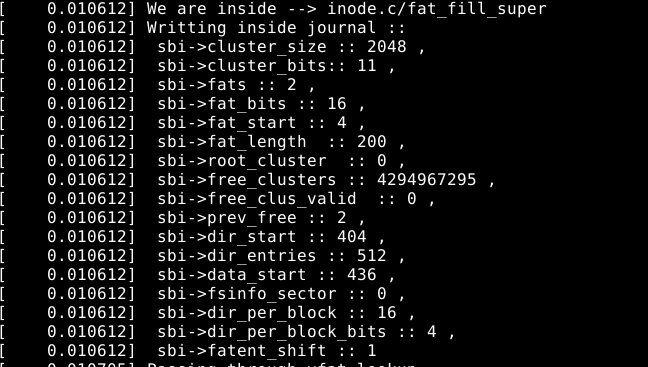 [    0.010612] We are inside --> inode.c/fat_fill_super
[    0.010612] Writting inside journal ::
[    0.010612]  sbi->cluster_size :: 2048 ,
[    0.010612]  sbi->cluster_bits:: 11 ,
[    0.010612]  sbi->fats :: 2 ,
[    0.010612]  sbi->fat_bits :: 16 ,
[    0.010612]  sbi->fat_start :: 4 ,
[    0.010612]  sbi->fat_length  :: 200 ,
[    0.010612]  sbi->root_cluster  :: 0 ,
[    0.010612]  sbi->free_clusters :: 4294967295 ,
[    0.010612]  sbi->free_clus_valid  :: 0 ,
[    0.010612]  sbi->prev_free :: 2 ,
[    0.010612]  sbi->dir_start :: 404 ,
[    0.010612]  sbi->dir_entries :: 512 ,
[    0.010612]  sbi->data_start :: 436 ,
[    0.010612]  sbi->fsinfo_sector :: 0 ,
[    0.010612]  sbi->dir_per_block :: 16 ,
[    0.010612]  sbi->dir_per_block_bits :: 4 ,
[    0.010612]  sbi->fatent_shift :: 1